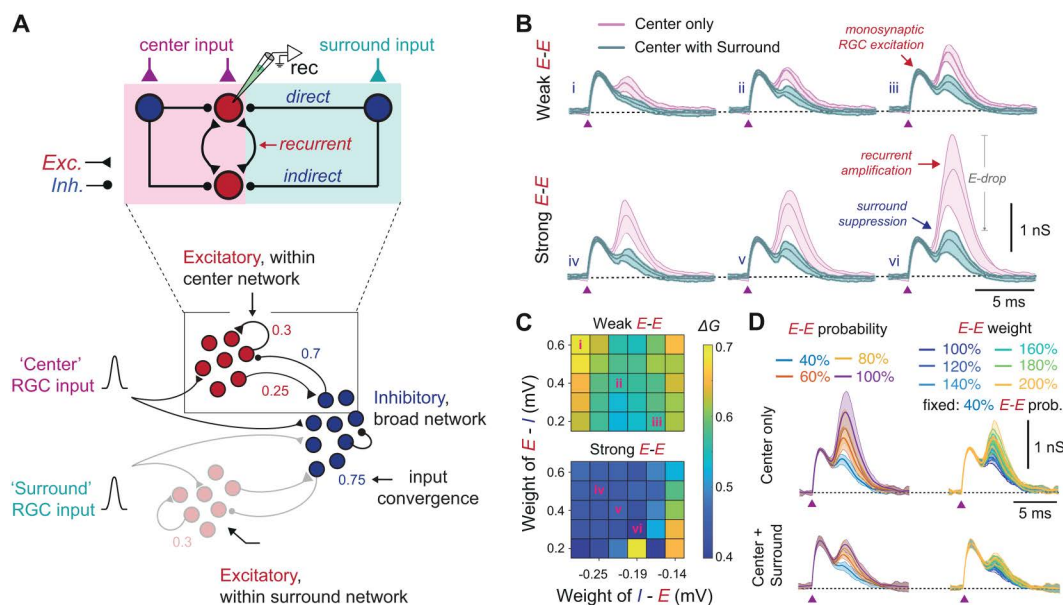 A
center input
surround input
rec
direct
recurrent
indirect
Exc.
Inh.
Excitatory, within
center network
0.3
0.7
0.25
'Center'
RGC input
Inhibitory,
broad network
'Surround'
RGC input
0.75
input
convergence
0.3
Excitatory,
within surround network
B
Center only
Center with Surround
monosynaptic
RGC excitation
Weak E-E
i
ii
iii
recurrent
amplification
E-drop
surround
suppression
Strong E-E
iv
v
vi
1 nS
5 ms
C
Weak E-E
ΔG
0.6
0.4
0.2
i
ii
iii
0.7
0.6
0.5
0.4
Strong E-E
0.6
0.4
0.2
iv
v
vi
-0.25
-0.19
-0.14
Weight of E - I (mV)
Weight of I - E (mV)
D
E-E probability
40%
80%
60%
100%
E-E weight
100%
160%
120%
180%
140%
200%
fixed: 40% E-E prob.
Center only
1 nS
5 ms
Center +
Surround